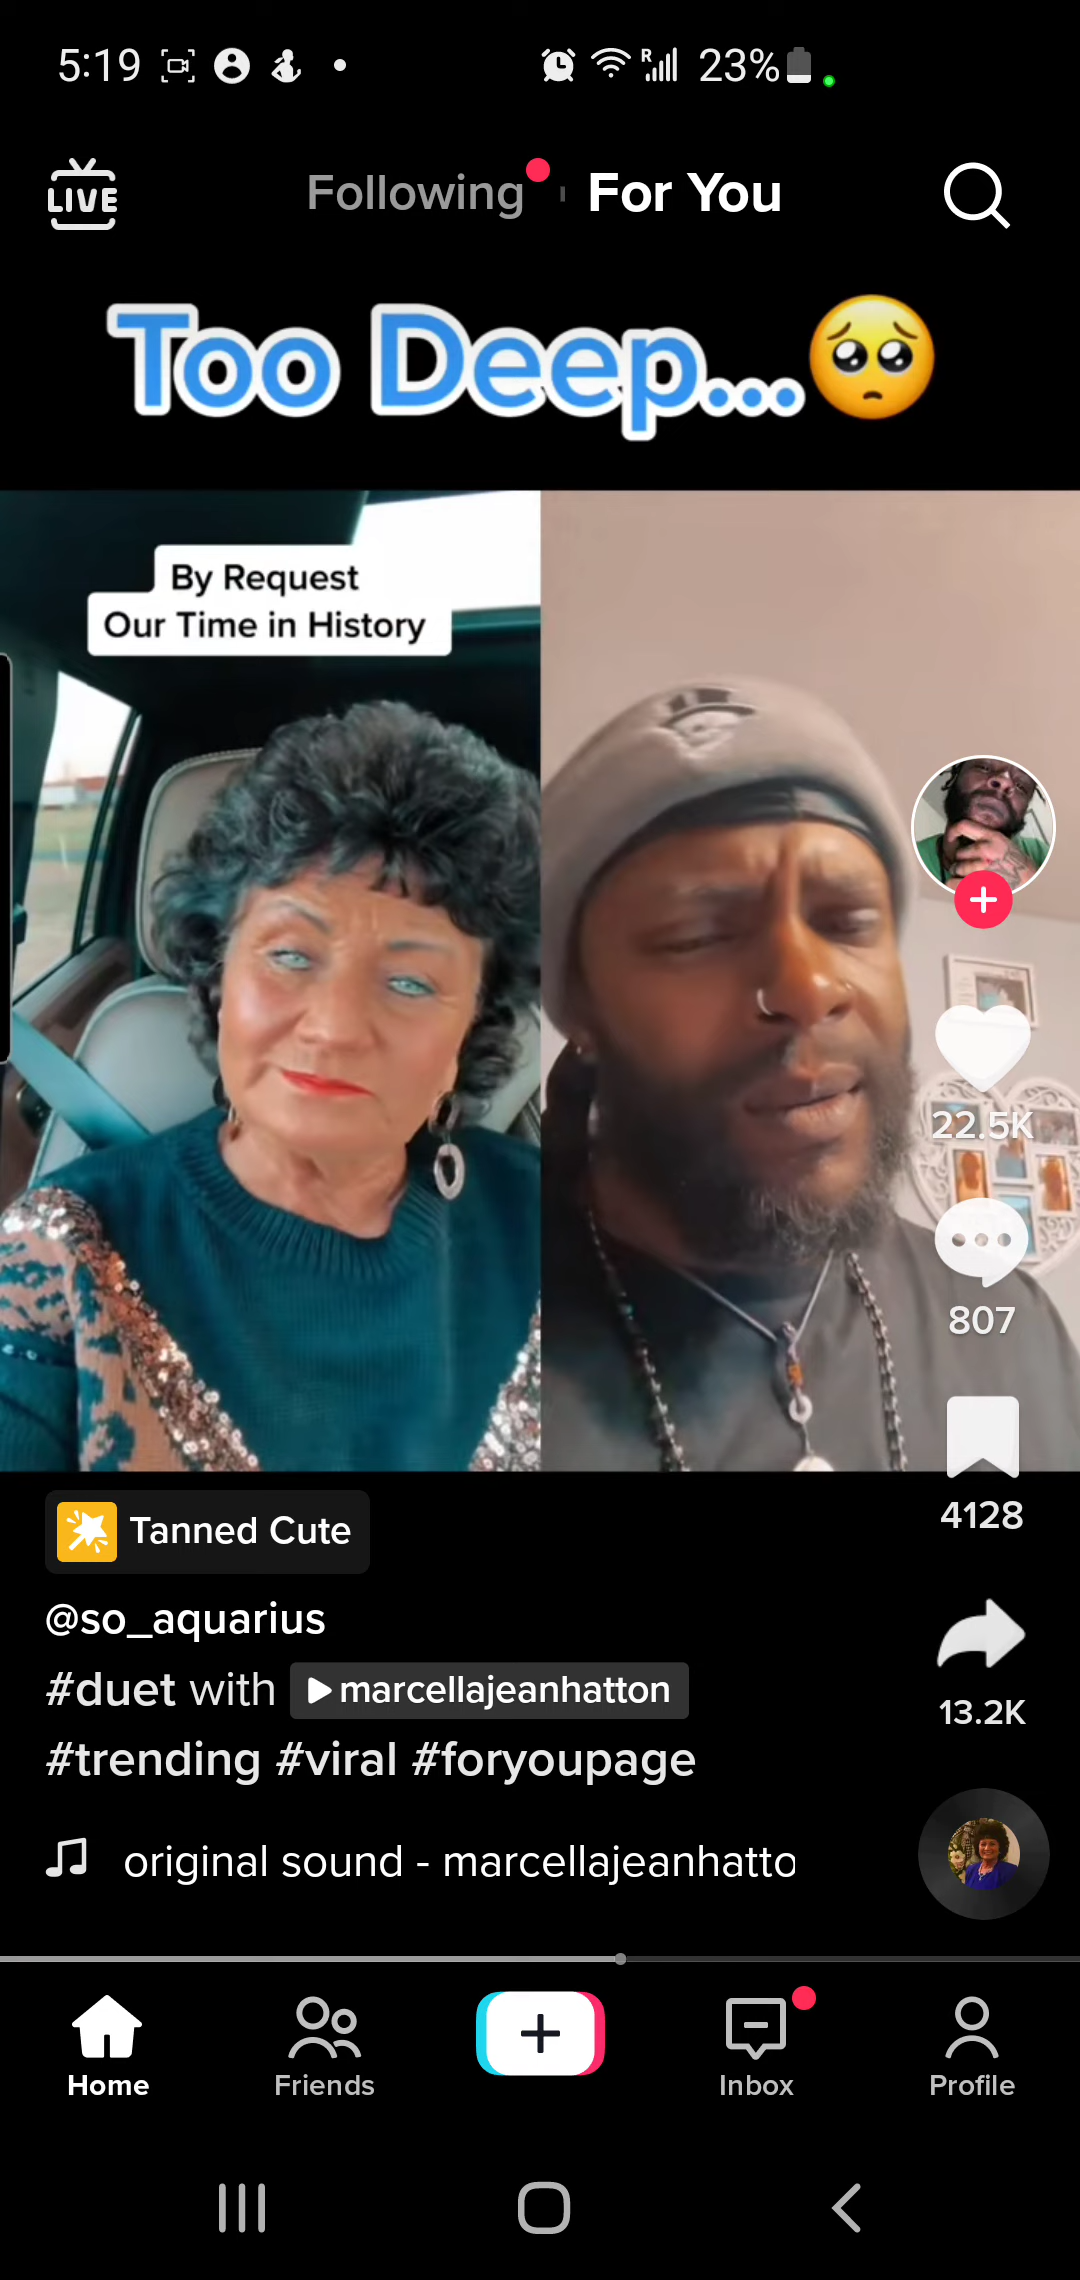 5:19
R 23%
LIVE
Following For You
Too Deep...🥺
By Request
Our Time in History
22.5K
807
4128
13.2K
Tanned Cute
@so_aquarius
#duet with marcellajeanhatton
#trending #viral #foryoupage
original sound - marcellajeanhatto
Home Friends Inbox Profile